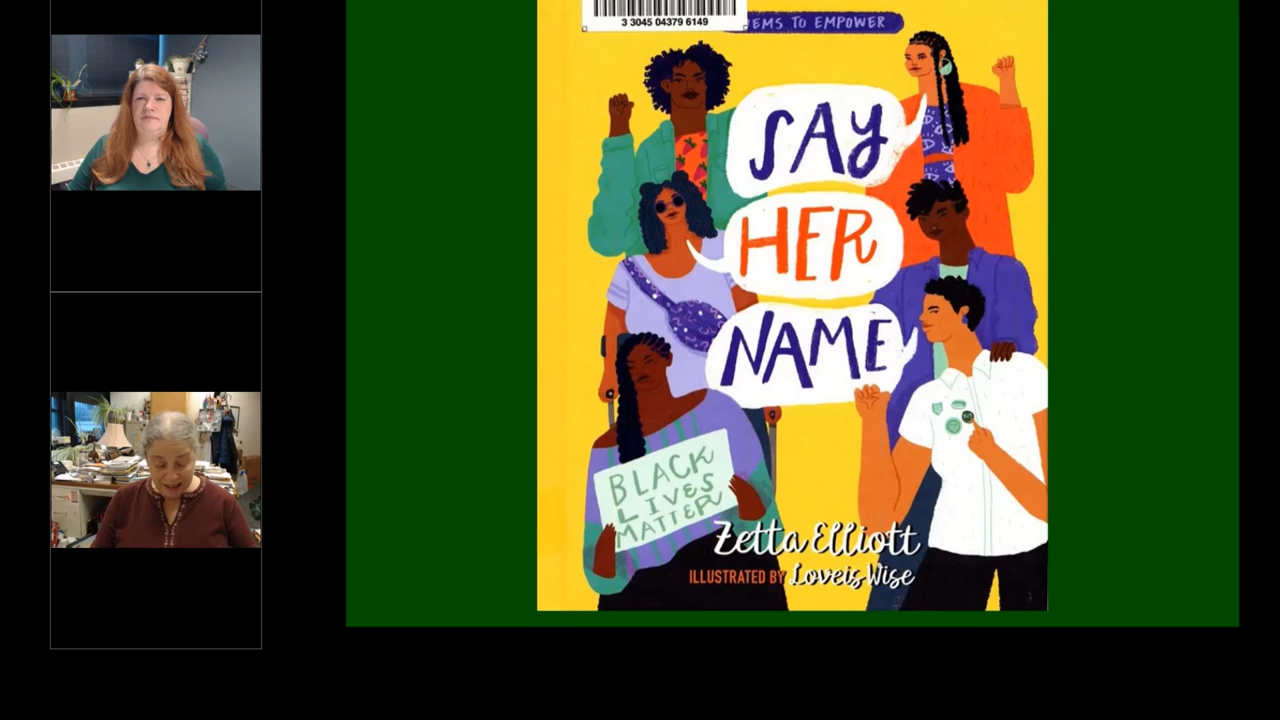 3 3045 04379 6149
EMS TO EMPOWER
SAY
HER
NAME
BLACK
LIVES
MATTER
Zetta Elliott
ILLUSTRATED BY Loveis Wise